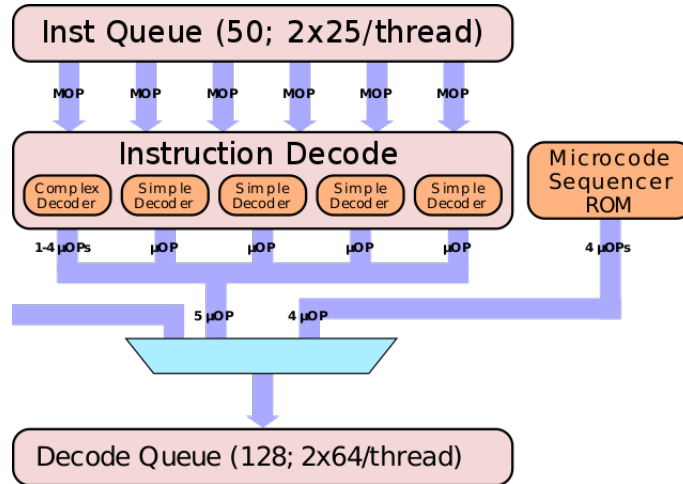 Inst Queue (50; 2x25/thread)
MOP MOP MOP MOP MOP MOP
Instruction Decode
Complex Decoder
Simple Decoder
Simple Decoder
Simple Decoder
Simple Decoder
Microcode
Sequencer
ROM
1-4 µOPs µOP µOP µOP µOP 4 µOPs
5 µOP 4 µOP
Decode Queue (128; 2x64/thread)